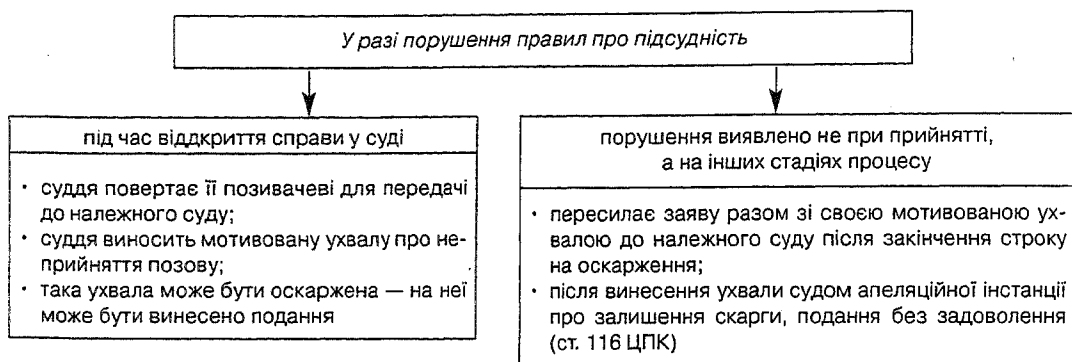 У разі порушення правил про підсудність
під час віддкриття справи у суді
• суддя повертає її позивачеві для передачі
до належного суду;
• суддя виносить мотивовану ухвалу про не-
прийняття позову;
• така ухвала може бути оскаржена — на неї
може бути винесено подання
порушення виявлено не при прийнятті,
а на інших стадіях процесу
• пересилає заяву разом зі своєю мотивованою ух-
валою до належного суду після закінчення строку
на оскарження;
• після винесення ухвали судом апеляційної інстанції
про залишення скарги, подання без задоволення
(ст. 116 ЦПК)